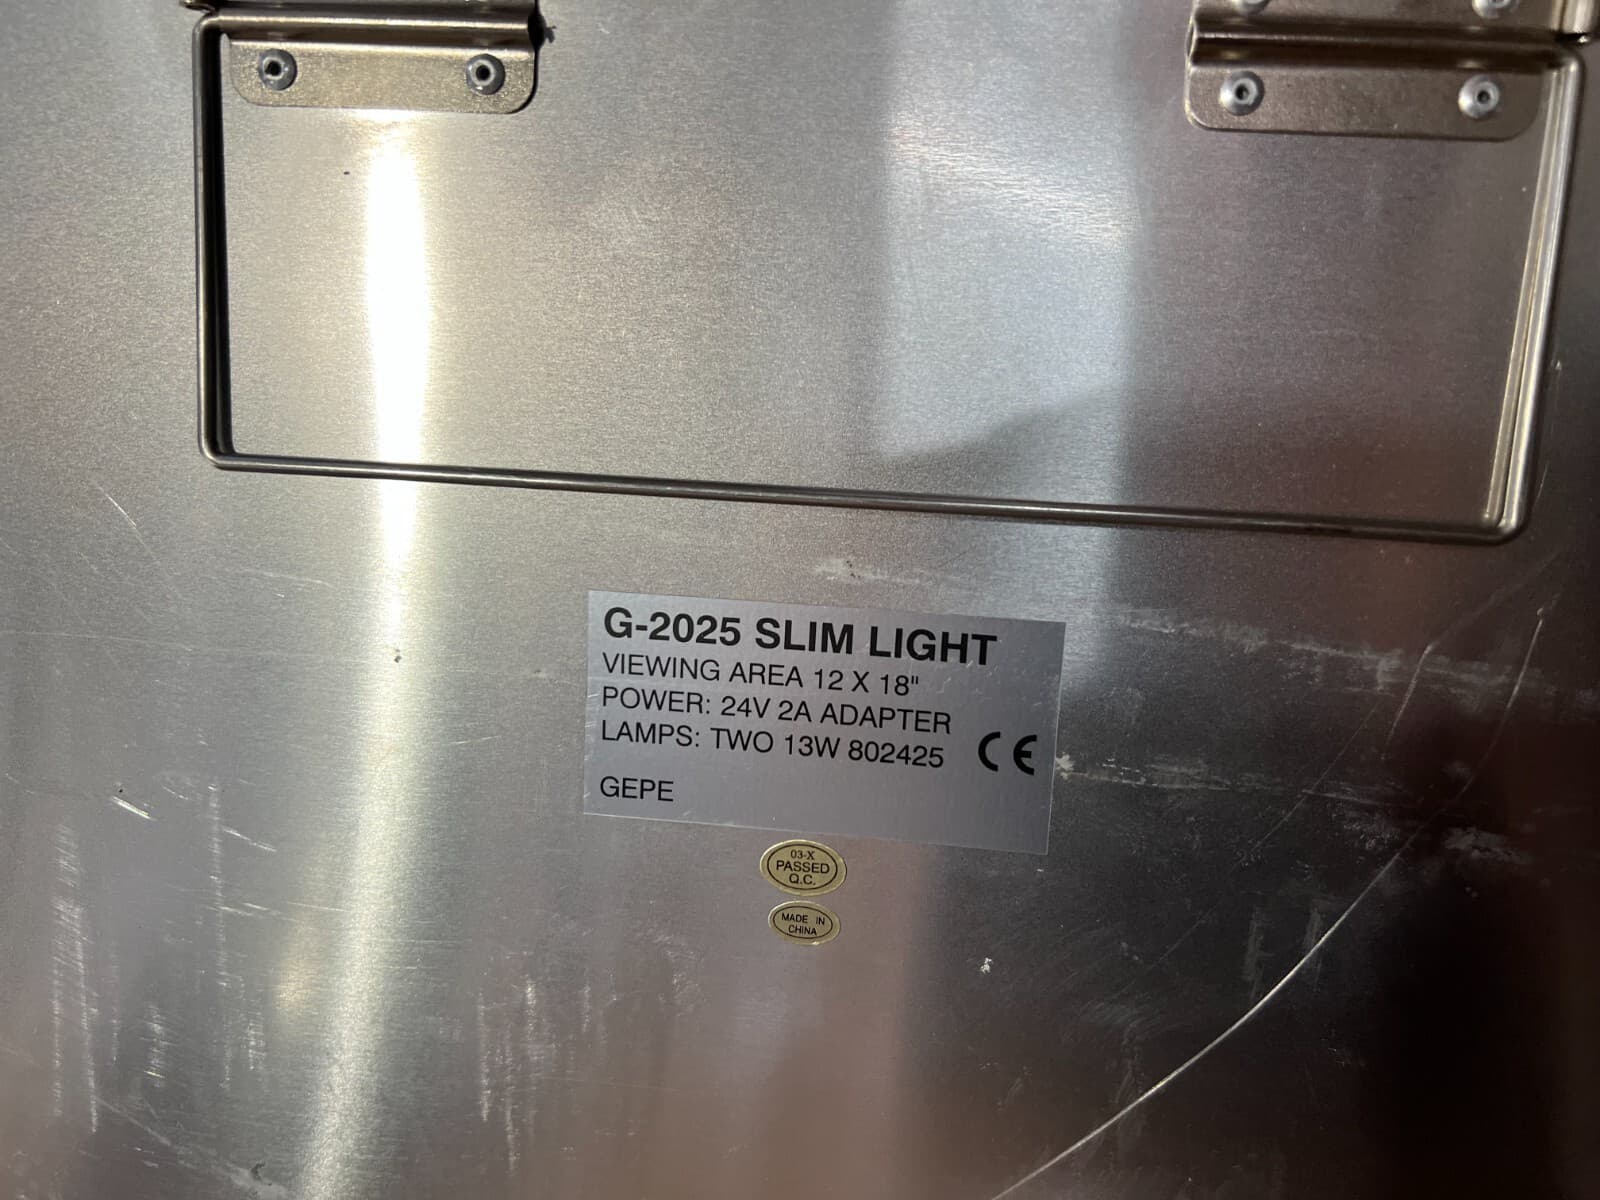 G-2025 SLIM LIGHT
VIEWING AREA 12 X 18"
POWER: 24V 2A ADAPTER
LAMPS: TWO 13W 802425
CE
GEPE
03-X
PASSED
Q.C.
MADE IN
CHINA